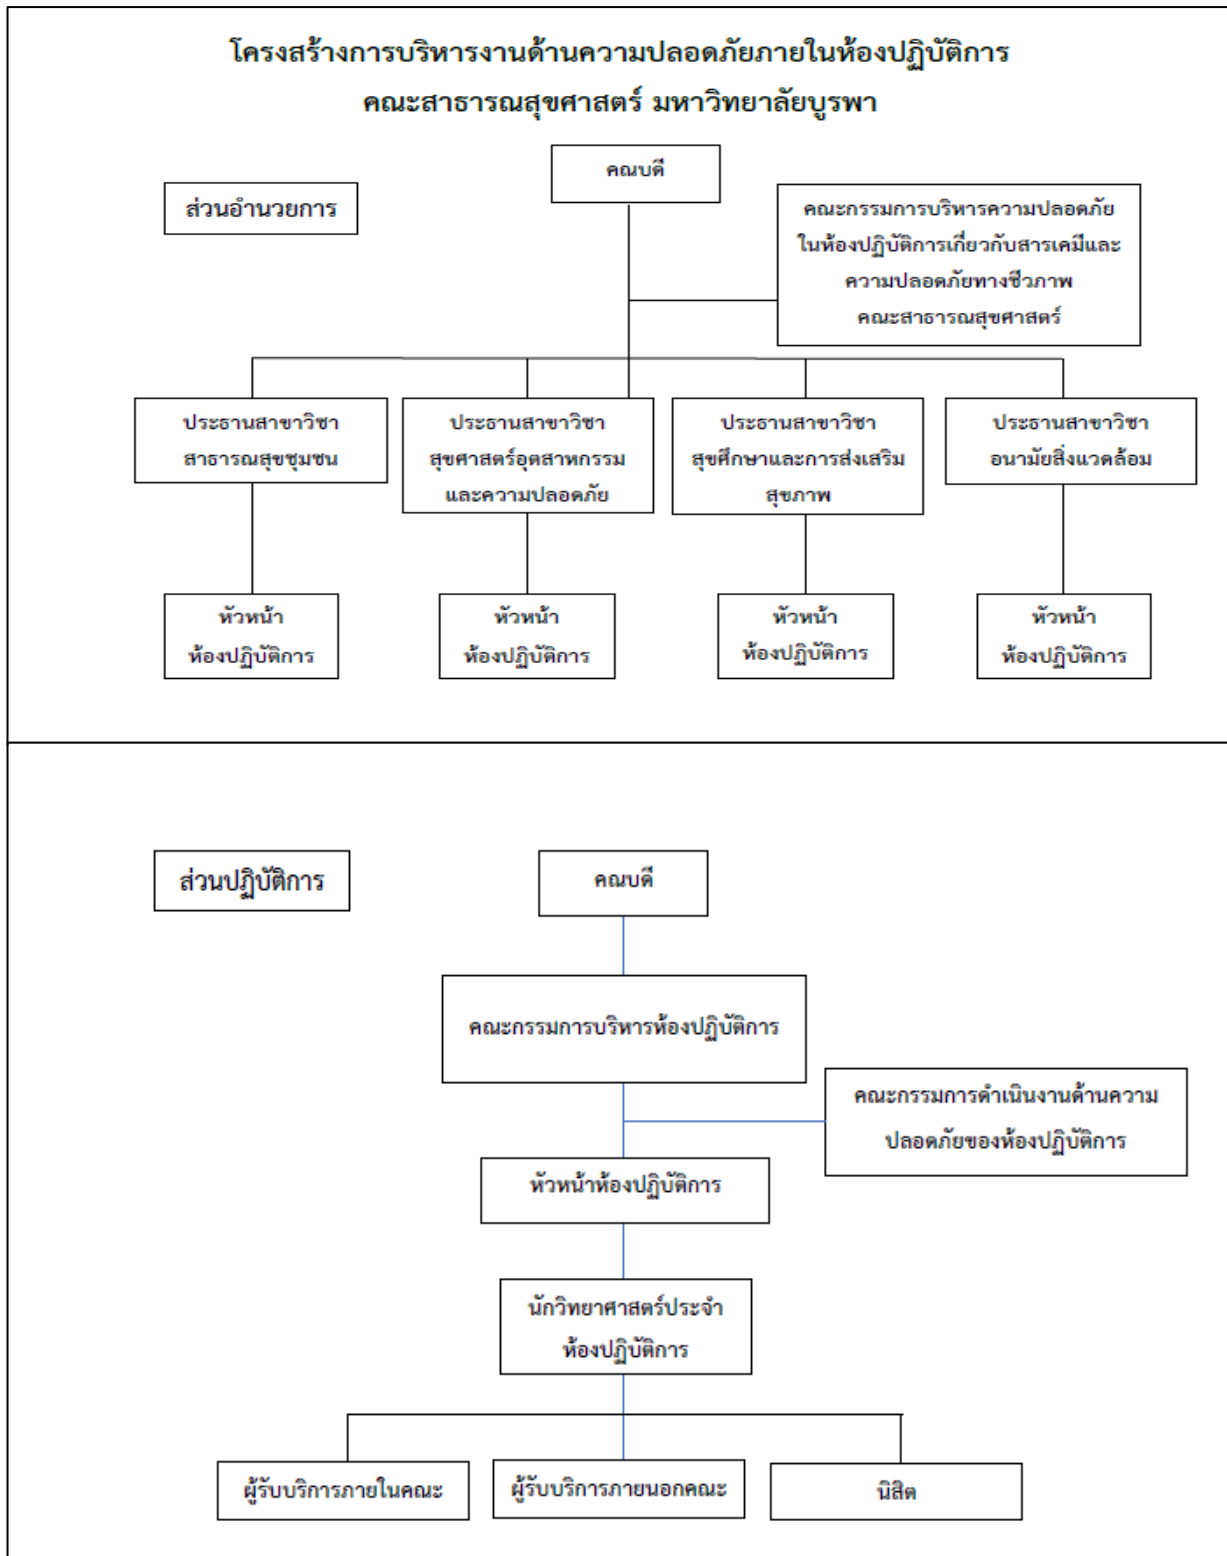 โครงสร้างการบริหารงานด้านความปลอดภัยภายในห้องปฏิบัติการ
คณะสาธารณสุขศาสตร์ มหาวิทยาลัยบูรพา
คณบดี
ส่วนอำนวยการ
คณะกรรมการบริหารความปลอดภัย
ในห้องปฏิบัติการเกี่ยวกับสารเคมีและ
ความปลอดภัยทางชีวภาพ
คณะสาธารณสุขศาสตร์
ประธานสาขาวิชา
สาธารณสุขชุมชน
ประธานสาขาวิชา
สุขศาสตร์อุตสาหกรรม
และความปลอดภัย
ประธานสาขาวิชา
สุขศึกษาและการส่งเสริม
สุขภาพ
ประธานสาขาวิชา
อนามัยสิ่งแวดล้อม
หัวหน้า
ห้องปฏิบัติการ
หัวหน้า
ห้องปฏิบัติการ
หัวหน้า
ห้องปฏิบัติการ
หัวหน้า
ห้องปฏิบัติการ
ส่วนปฏิบัติการ
คณบดี
คณะกรรมการบริหารห้องปฏิบัติการ
คณะกรรมการดำเนินงานด้านความ
ปลอดภัยของห้องปฏิบัติการ
หัวหน้าห้องปฏิบัติการ
นักวิทยาศาสตร์ประจำ
ห้องปฏิบัติการ
ผู้รับบริการภายในคณะ
ผู้รับบริการภายนอกคณะ
นิสิต